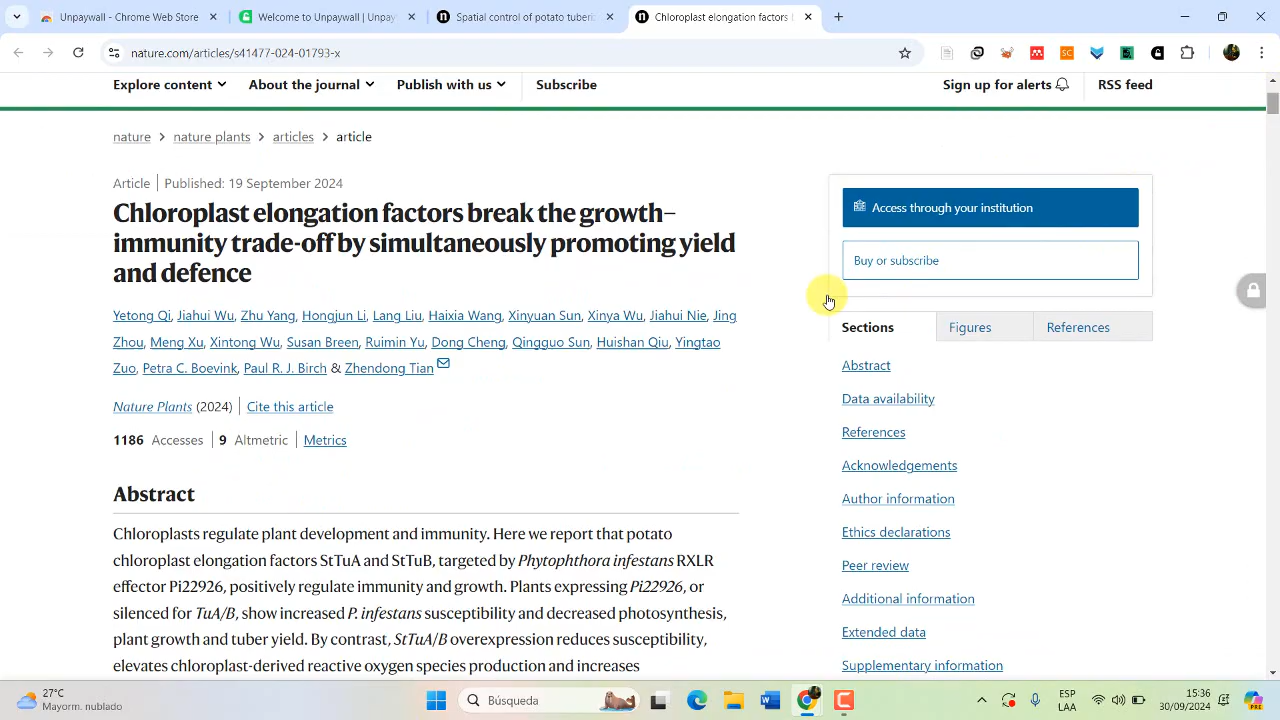 Unpaywall - Chrome Web Store
Welcome to Unpaywall | Unpayw
Spatial control of potato tuberi
Chloroplast elongation factors
nature.com/articles/s41477-024-01793-x
Explore content
About the journal
Publish with us
Subscribe
Sign up for alerts
RSS feed
nature > nature plants > articles > article
Article | Published: 19 September 2024
Chloroplast elongation factors break the growth–
immunity trade-off by simultaneously promoting yield
and defence
Yetong Qi, Jiahui Wu, Zhu Yang, Hongjun Li, Lang Liu, Haixia Wang, Xinyuan Sun, Xinya Wu, Jiahui Nie, Jing
Zhou, Meng Xu, Xintong Wu, Susan Breen, Ruimin Yu, Dong Cheng, Qingguo Sun, Huishan Qiu, Yingtao
Zuo, Petra C. Boevink, Paul R. J. Birch & Zhendong Tian
Nature Plants (2024) | Cite this article
1186 Accesses | 9 Altmetric | Metrics
Abstract
Chloroplasts regulate plant development and immunity. Here we report that potato
chloroplast elongation factors StTuA and StTuB, targeted by Phytophthora infestans RXLR
effector Pi22926, positively regulate immunity and growth. Plants expressing Pi22926, or
silenced for TuA/B, show increased P. infestans susceptibility and decreased photosynthesis,
plant growth and tuber yield. By contrast, StTuA/B overexpression reduces susceptibility,
elevates chloroplast-derived reactive oxygen species production and increases
Access through your institution
Buy or subscribe
Sections
Figures
References
Abstract
Data availability
References
Acknowledgements
Author information
Ethics declarations
Peer review
Additional information
Extended data
Supplementary information
27°C
Mayorm. nublado
Búsqueda
ESP
LAA
15:36
30/09/2024